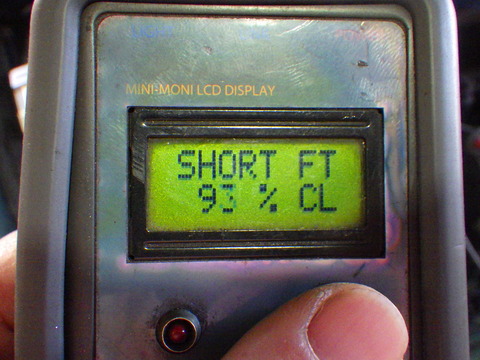 MINI-MONI LCD DISPLAY
SHORT FT
93 % CL